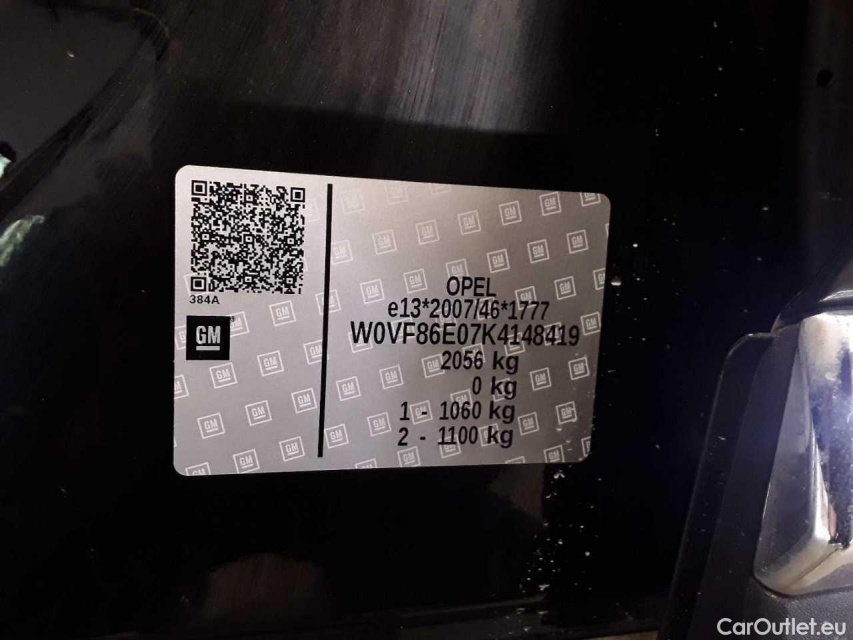 384A
GM
OPEL
e13*2007/46*1777
W0VF86E07K4148419
2056 kg
0 kg
1 - 1060 kg
2 - 1100 kg
CarOutlet.eu